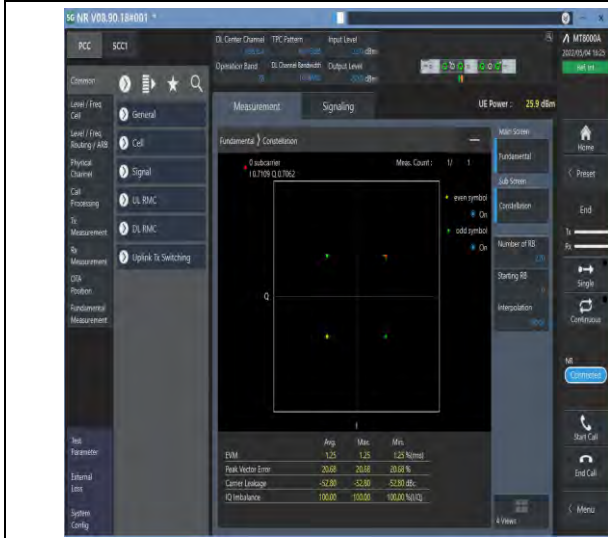 5G NR V08.90.18#001 *
PCC
SCC1
DL Center Channel
TPC Pattern
Input Level
dBm
Operation Band
DL Channel Bandwidth
Output Level
dBm
MT8000A
2022/05/04 16:25
Common
Level / Freq.
Cell
Level / Freq.
Routing / ARB
Physical
Channel
Call
Processing
Tx
Measurement
Rx
Measurement
OTA
Position
Fundamental
Measurement
Test
Parameter
External
Loss
System
Config
General
Cell
Signal
UL RMC
DL RMC
Uplink Tx Switching
Measurement
Signaling
UE Power : 25.9 dBm
Fundamental
Constellation
0 subcarrier
Meas. Count : 1/ 1
I 0.7109 Q 0.7062
even symbol
On
odd symbol
On
Q
I
Avg. Max. Min.
EVM 1.25 1.25 1.25 %(rms)
Peak Vector Error 20.68 20.68 20.68 %
Carrier Leakage -52.80 -52.80 -52.80 dBc
IQ Imbalance 100.00 100.00 100.00 %(I/Q)
Main Screen
Fundamental
Sub Screen
Constellation
Number of RB
Starting RB
Interpolation
4 Views
Home
Preset
End
Tx
Rx
Single
Continuous
NR
Connected
Start Call
End Call
Menu